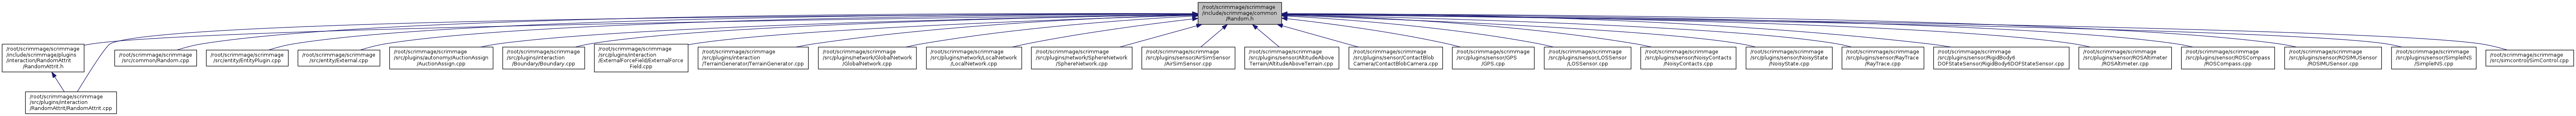 /root/scrimmage/scrimmage
/include/scrimmage/common
/Random.h
/root/scrimmage/scrimmage
/include/scrimmage/plugins
/interaction/RandomAttrit
/RandomAttrit.h
/root/scrimmage/scrimmage
/src/common/Random.cpp
/root/scrimmage/scrimmage
/src/entity/EntityPlugin.cpp
/root/scrimmage/scrimmage
/src/entity/External.cpp
/root/scrimmage/scrimmage
/src/plugins/autonomy/AuctionAssign
/AuctionAssign.cpp
/root/scrimmage/scrimmage
/src/plugins/interaction
/Boundary/Boundary.cpp
/root/scrimmage/scrimmage
/src/plugins/interaction
/ExternalForceField/ExternalForce
Field.cpp
/root/scrimmage/scrimmage
/src/plugins/interaction
/TerrainGenerator/TerrainGenerator.cpp
/root/scrimmage/scrimmage
/src/plugins/network/GlobalNetwork
/GlobalNetwork.cpp
/root/scrimmage/scrimmage
/src/plugins/network/LocalNetwork
/LocalNetwork.cpp
/root/scrimmage/scrimmage
/src/plugins/network/SphereNetwork
/SphereNetwork.cpp
/root/scrimmage/scrimmage
/src/plugins/sensor/AirSimSensor
/AirSimSensor.cpp
/root/scrimmage/scrimmage
/src/plugins/sensor/AltitudeAbove
Terrain/AltitudeAboveTerrain.cpp
/root/scrimmage/scrimmage
/src/plugins/sensor/ContactBlob
Camera/ContactBlobCamera.cpp
/root/scrimmage/scrimmage
/src/plugins/sensor/GPS
/GPS.cpp
/root/scrimmage/scrimmage
/src/plugins/sensor/LOSSensor
/LOSSensor.cpp
/root/scrimmage/scrimmage
/src/plugins/sensor/NoisyContacts
/NoisyContacts.cpp
/root/scrimmage/scrimmage
/src/plugins/sensor/NoisyState
/NoisyState.cpp
/root/scrimmage/scrimmage
/src/plugins/sensor/RayTrace
/RayTrace.cpp
/root/scrimmage/scrimmage
/src/plugins/sensor/RigidBody6
DOFStateSensor/RigidBody6DOFStateSensor.cpp
/root/scrimmage/scrimmage
/src/plugins/sensor/ROSAltimeter
/ROSAltimeter.cpp
/root/scrimmage/scrimmage
/src/plugins/sensor/ROSCompass
/ROSCompass.cpp
/root/scrimmage/scrimmage
/src/plugins/sensor/ROSIMUSensor
/ROSIMUSensor.cpp
/root/scrimmage/scrimmage
/src/plugins/sensor/SimpleINS
/SimpleINS.cpp
/root/scrimmage/scrimmage
/src/simcontrol/SimControl.cpp
/root/scrimmage/scrimmage
/src/plugins/interaction
/RandomAttrit/RandomAttrit.cpp